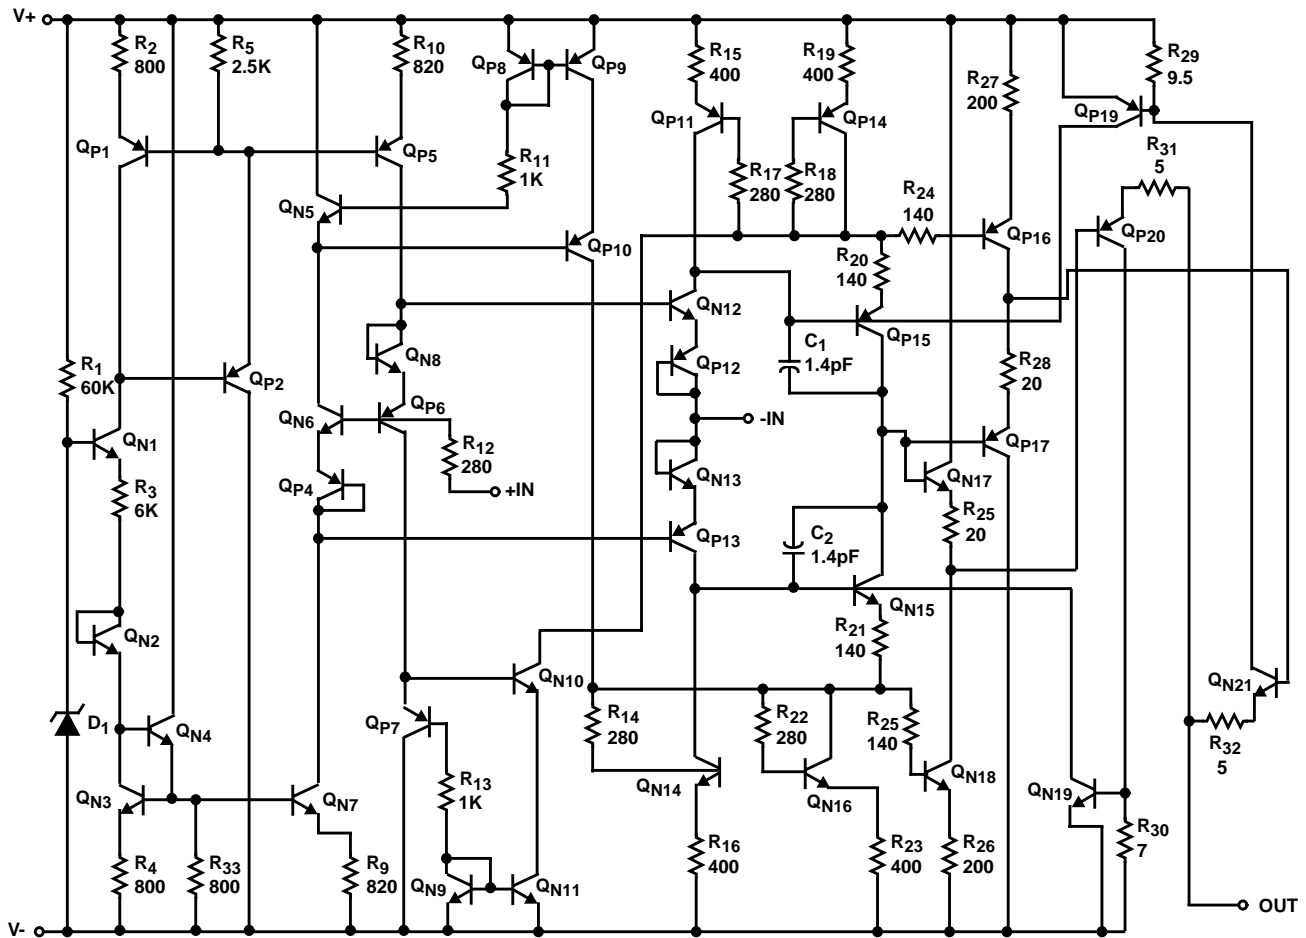 V+
R2
800
R5
2.5K
R10
820
QP8
QP9
R15
400
R19
400
R27
200
R29
9.5
QP1
QP5
R11
1K
QP11
QP14
QP19
R31
5
R17
280
R18
280
QN5
QP10
R24
140
QP16
QP20
R20
140
QN12
QP15
R1
60K
QP2
QN8
QP12
C1
1.4pF
R28
20
QN1
QN6
QP6
R12
280
-IN
QP17
R3
6K
QP4
+IN
QN13
QN17
R25
20
QP13
C2
1.4pF
QN2
QN15
R21
140
QN10
QN21
D1
QN4
QP7
R14
280
R22
280
R25
140
R32
5
QN3
QN7
R13
1K
QN14
QN16
QN18
QN19
R4
800
R33
800
R9
820
QN9
QN11
R16
400
R23
400
R26
200
R30
7
OUT
V-